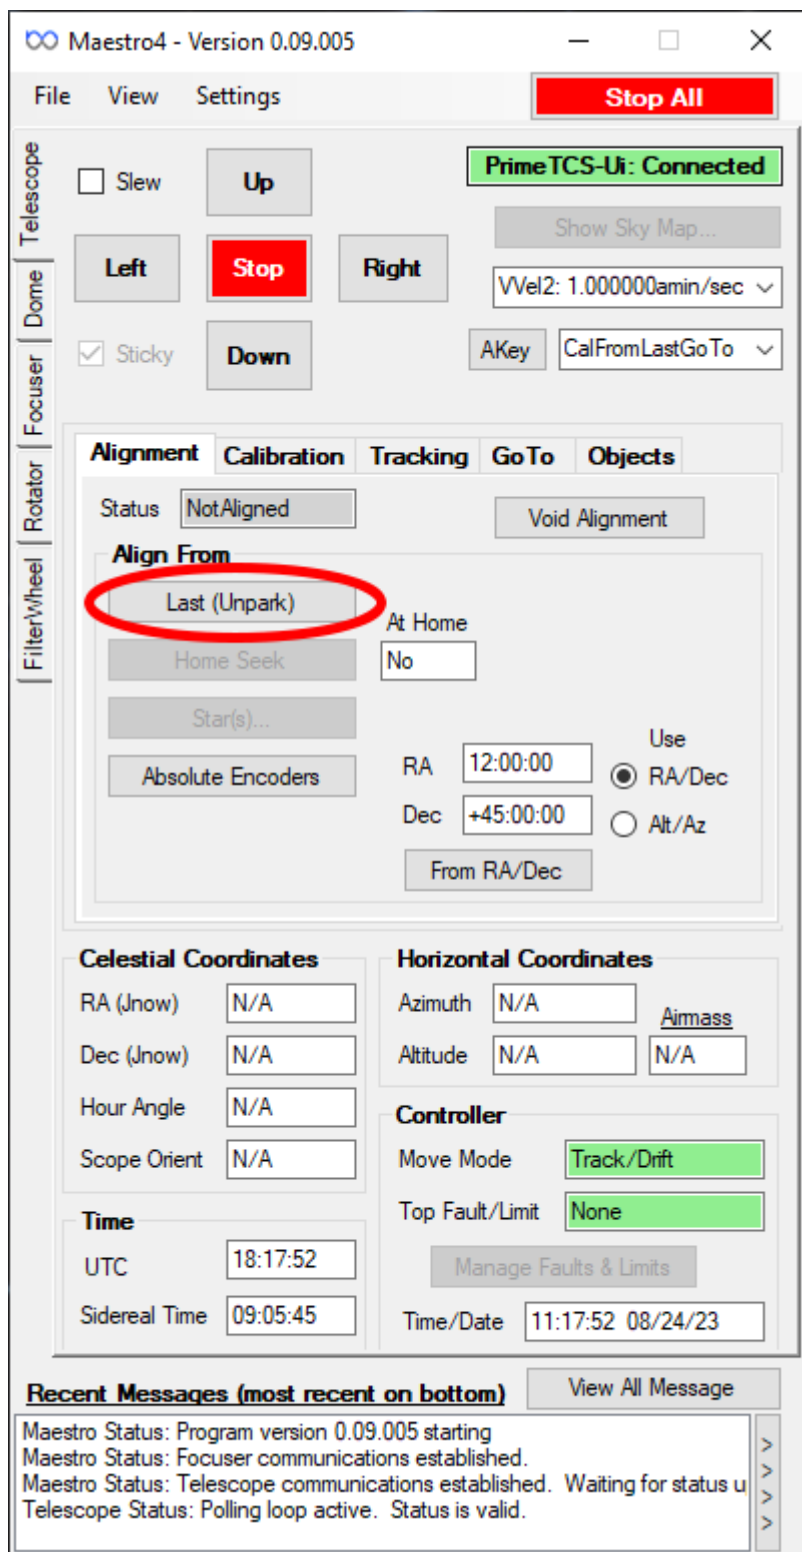 Maestro4 - Version 0.09.005
File View Settings Stop All
Telescope
Dome
Focuser
Rotator
FilterWheel
Slew Up PrimeTCS-Ui: Connected
Show Sky Map...
Left Stop Right
VVel2: 1.000000amin/sec
Sticky Down AKey CalFromLastGoTo
Alignment Calibration Tracking GoTo Objects
Status NotAligned Void Alignment
Align From
Last (Unpark)
At Home
Home Seek No
Star(s)...
Use
Absolute Encoders RA 12:00:00 RA/Dec
Dec +45:00:00 Alt/Az
From RA/Dec
Celestial Coordinates
RA (Jnow) N/A
Dec (Jnow) N/A
Hour Angle N/A
Scope Orient N/A
Horizontal Coordinates
Azimuth N/A Airmass
Altitude N/A N/A
Controller
Move Mode Track/Drift
Top Fault/Limit None
Manage Faults & Limits
Time/Date 11:17:52 08/24/23
Time
UTC 18:17:52
Sidereal Time 09:05:45
Recent Messages (most recent on bottom) View All Message
Maestro Status: Program version 0.09.005 starting
Maestro Status: Focuser communications established.
Maestro Status: Telescope communications established. Waiting for status u
Telescope Status: Polling loop active. Status is valid.
>
>
>
>